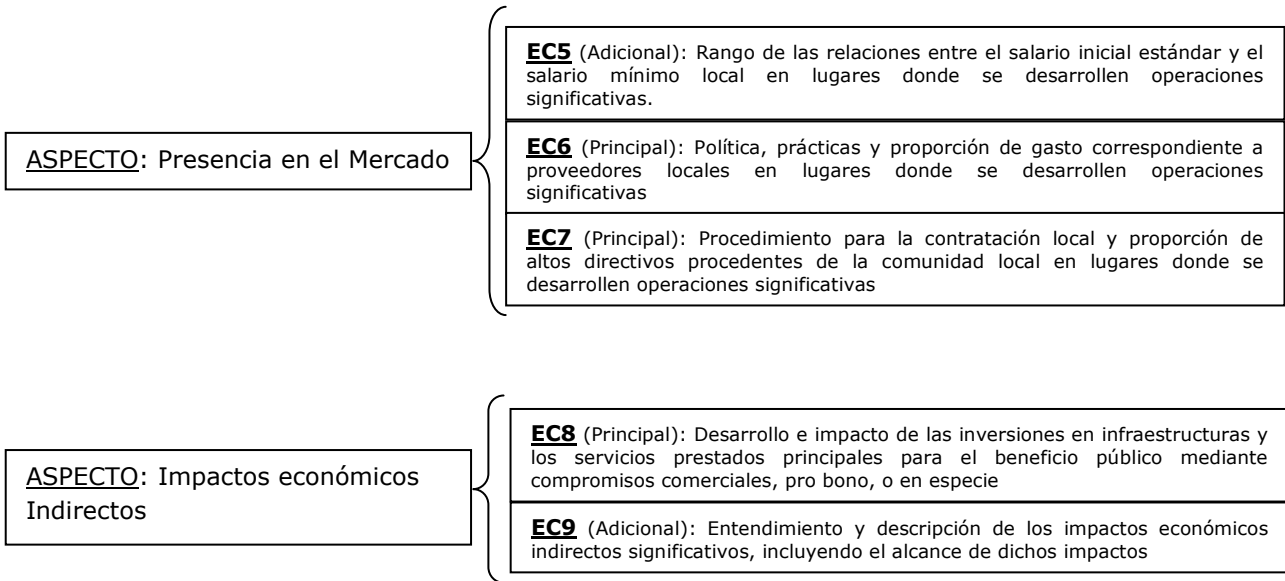 ASPECTO: Presencia en el Mercado
EC5 (Adicional): Rango de las relaciones entre el salario inicial estándar y el
salario mínimo local en lugares donde se desarrollen operaciones
significativas.
EC6 (Principal): Política, prácticas y proporción de gasto correspondiente a
proveedores locales en lugares donde se desarrollen operaciones
significativas
EC7 (Principal): Procedimiento para la contratación local y proporción de
altos directivos procedentes de la comunidad local en lugares donde se
desarrollen operaciones significativas
ASPECTO: Impactos económicos
Indirectos
EC8 (Principal): Desarrollo e impacto de las inversiones en infraestructuras y
los servicios prestados principales para el beneficio público mediante
compromisos comerciales, pro bono, o en especie
EC9 (Adicional): Entendimiento y descripción de los impactos económicos
indirectos significativos, incluyendo el alcance de dichos impactos